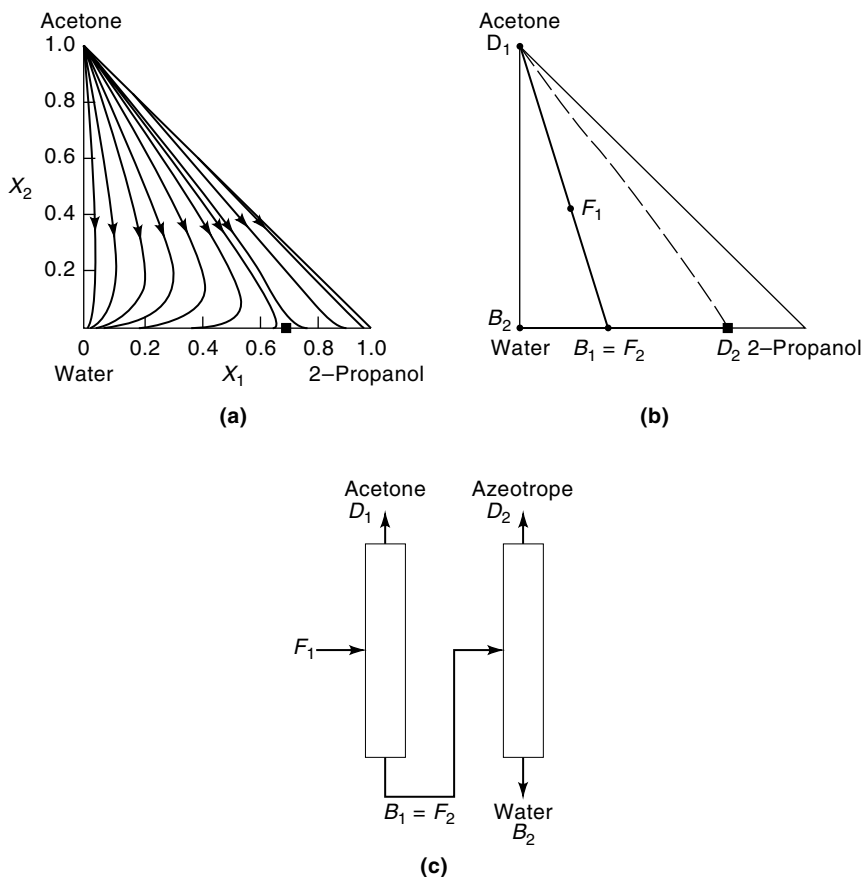 Acetone
1.0
0.8
0.6
X2
0.4
0.2
0 0.2 0.4 0.6 0.8 1.0
Water X1 2–Propanol
(a)
Acetone
D1
F1
B2
Water B1 = F2 D2 2–Propanol
(b)
Acetone Azeotrope
D1 D2
F1
B1 = F2 Water
B2
(c)